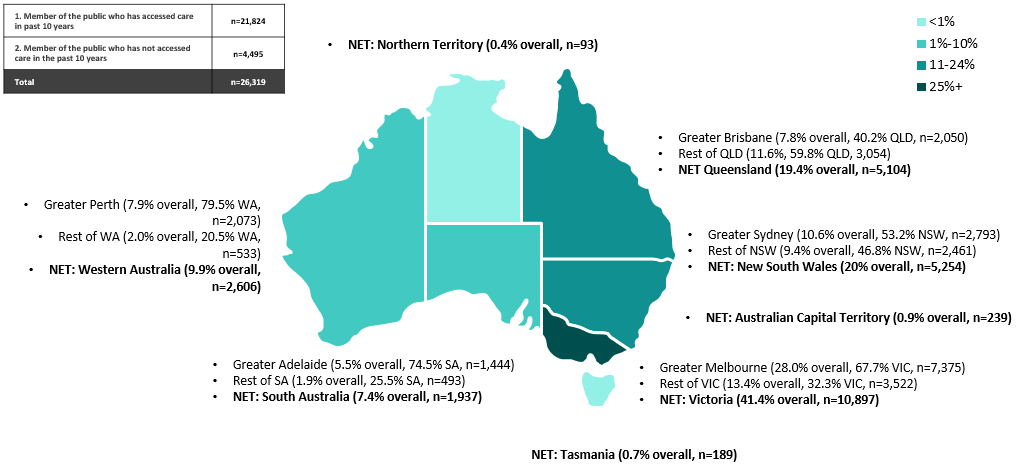 1. Member of the public who has accessed care
in past 10 years
n=21,824
2. Member of the public who has not accessed
care in the past 10 years
n=4,495
Total
n=26,319
<1%
1%-10%
11-24%
25%+
• NET: Northern Territory (0.4% overall, n=93)
• Greater Brisbane (7.8% overall, 40.2% QLD, n=2,050)
• Rest of QLD (11.6%, 59.8% QLD, 3,054)
• NET Queensland (19.4% overall, n=5,104)
• Greater Perth (7.9% overall, 79.5% WA,
n=2,073)
• Rest of WA (2.0% overall, 20.5% WA,
n=533)
• NET: Western Australia (9.9% overall,
n=2,606)
• Greater Sydney (10.6% overall, 53.2% NSW, n=2,793)
• Rest of NSW (9.4% overall, 46.8% NSW, n=2,461)
• NET: New South Wales (20% overall, n=5,254)
• NET: Australian Capital Territory (0.9% overall, n=239)
• Greater Adelaide (5.5% overall, 74.5% SA, n=1,444)
• Rest of SA (1.9% overall, 25.5% SA, n=493)
• NET: South Australia (7.4% overall, n=1,937)
• Greater Melbourne (28.0% overall, 67.7% VIC, n=7,375)
• Rest of VIC (13.4% overall, 32.3% VIC, n=3,522)
• NET: Victoria (41.4% overall, n=10,897)
NET: Tasmania (0.7% overall, n=189)